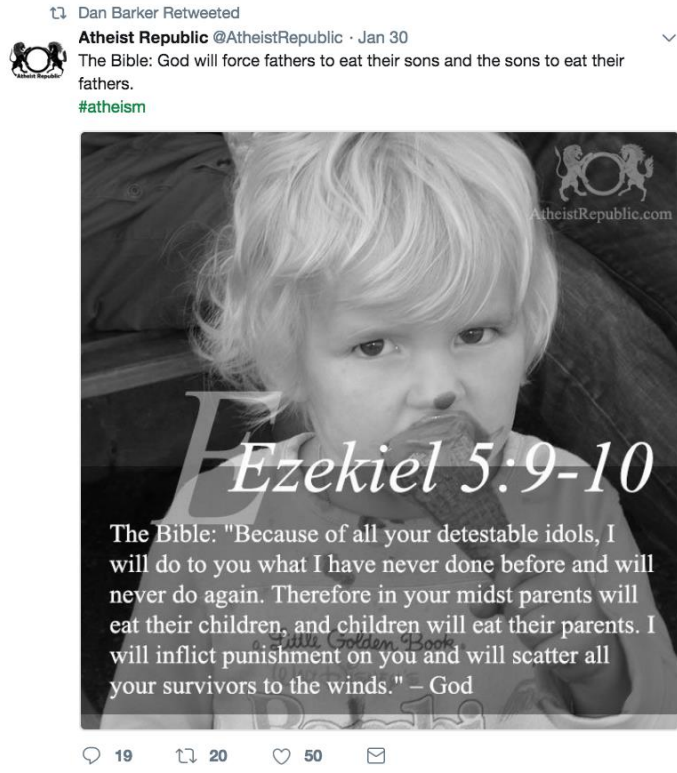 Dan Barker Retweeted
Atheist Republic @AtheistRepublic · Jan 30
The Bible: God will force fathers to eat their sons and the sons to eat their
fathers.
#atheism
Atheist Republic
AtheistRepublic.com
E
Ezekiel 5:9-10
The Bible: "Because of all your detestable idols, I
will do to you what I have never done before and will
never do again. Therefore in your midst parents will
eat their children, and children will eat their parents. I
will inflict punishment on you and will scatter all
your survivors to the winds." – God
a Little Golden Book
19 20 50